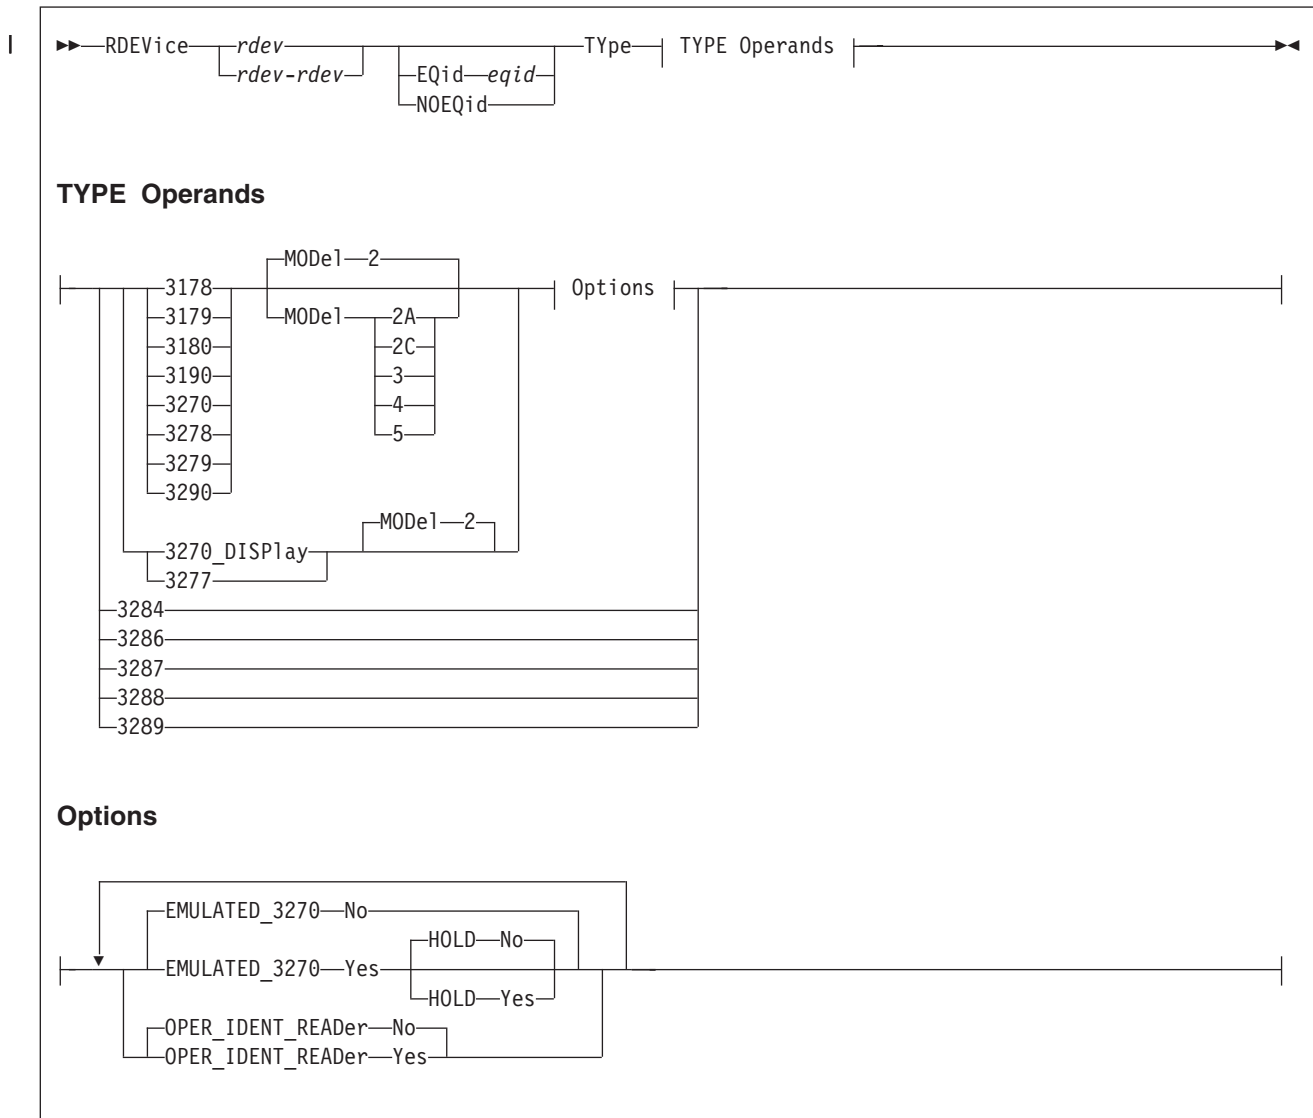 RDEVice rdev TYpe TYPE Operands
rdev-rdev EQid eqid
NOEQid
TYPE Operands
MODel 2
3178 Options
3179 MODel 2A
3180 2C
3190 3
3270 4
3278 5
3279
3290
MODel 2
3270_DISPlay
3277
3284
3286
3287
3288
3289
Options
EMULATED_3270 No
HOLD No
EMULATED_3270 Yes
HOLD Yes
OPER_IDENT_READer No
OPER_IDENT_READer Yes